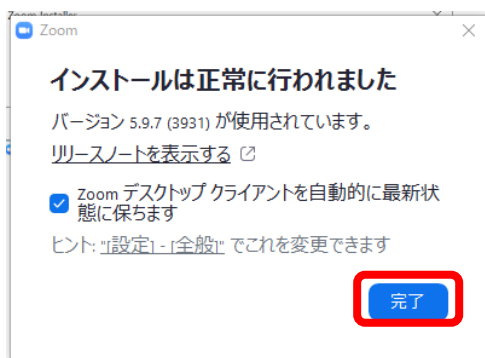 Zoom Installer
Zoom
インストールは正常に行われました
バージョン 5.9.7 (3931) が使用されています。
リリースノートを表示する
Zoom デスクトップ クライアントを自動的に最新状
態に保ちます
ヒント: "[設定] - [全般]" でこれを変更できます
完了